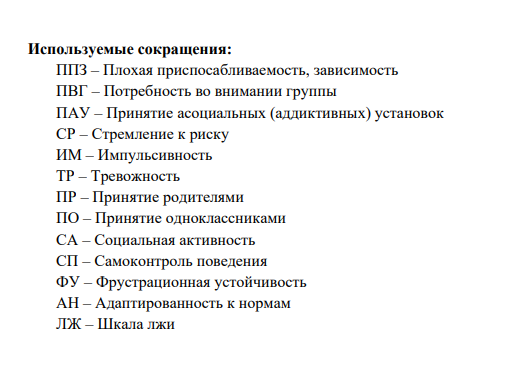 Используемые сокращения:
ППЗ – Плохая приспосабливаемость, зависимость
ПВГ – Потребность во внимании группы
ПАУ – Принятие асоциальных (аддиктивных) установок
СР – Стремление к риску
ИМ – Импульсивность
ТР – Тревожность
ПР – Принятие родителями
ПО – Принятие одноклассниками
СА – Социальная активность
СП – Самоконтроль поведения
ФУ – Фрустрационная устойчивость
АН – Адаптированность к нормам
ЛЖ – Шкала лжи